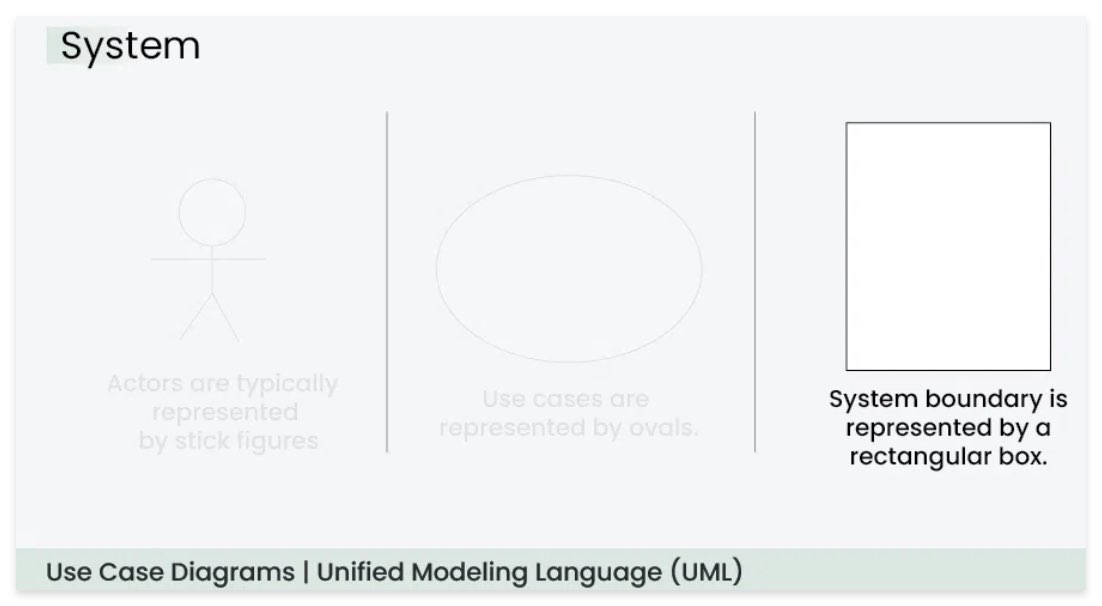 System
Actors are typically
represented
by stick figures
Use cases are
represented by ovals.
System boundary is
represented by a
rectangular box.
Use Case Diagrams | Unified Modeling Language (UML)